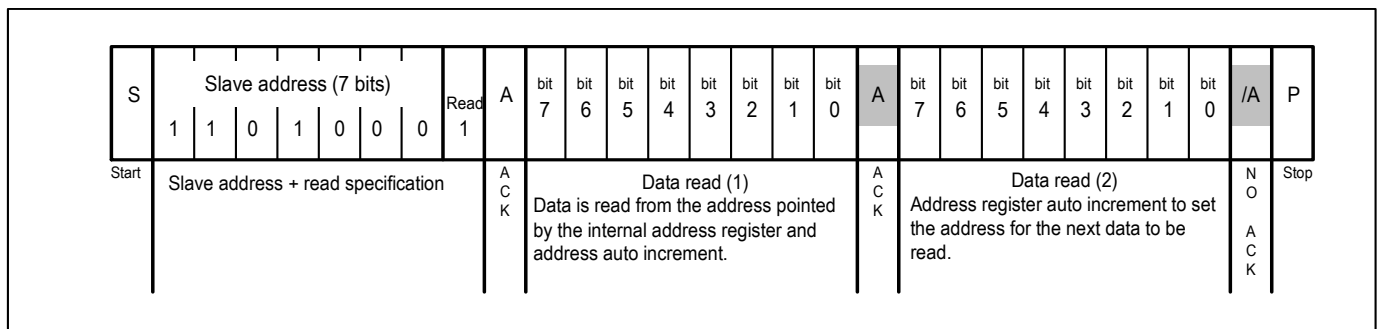 S
Slave address (7 bits)
1 1 0 1 0 0 0
Read
1
A
bit 7 bit 6 bit 5 bit 4 bit 3 bit 2 bit 1 bit 0
A
bit 7 bit 6 bit 5 bit 4 bit 3 bit 2 bit 1 bit 0
/A
P
Start
Slave address + read specification
A
C
K
Data read (1)
Data is read from the address pointed
by the internal address register and
address auto increment.
A
C
K
Data read (2)
Address register auto increment to set
the address for the next data to be
read.
N
O
A
C
K
Stop